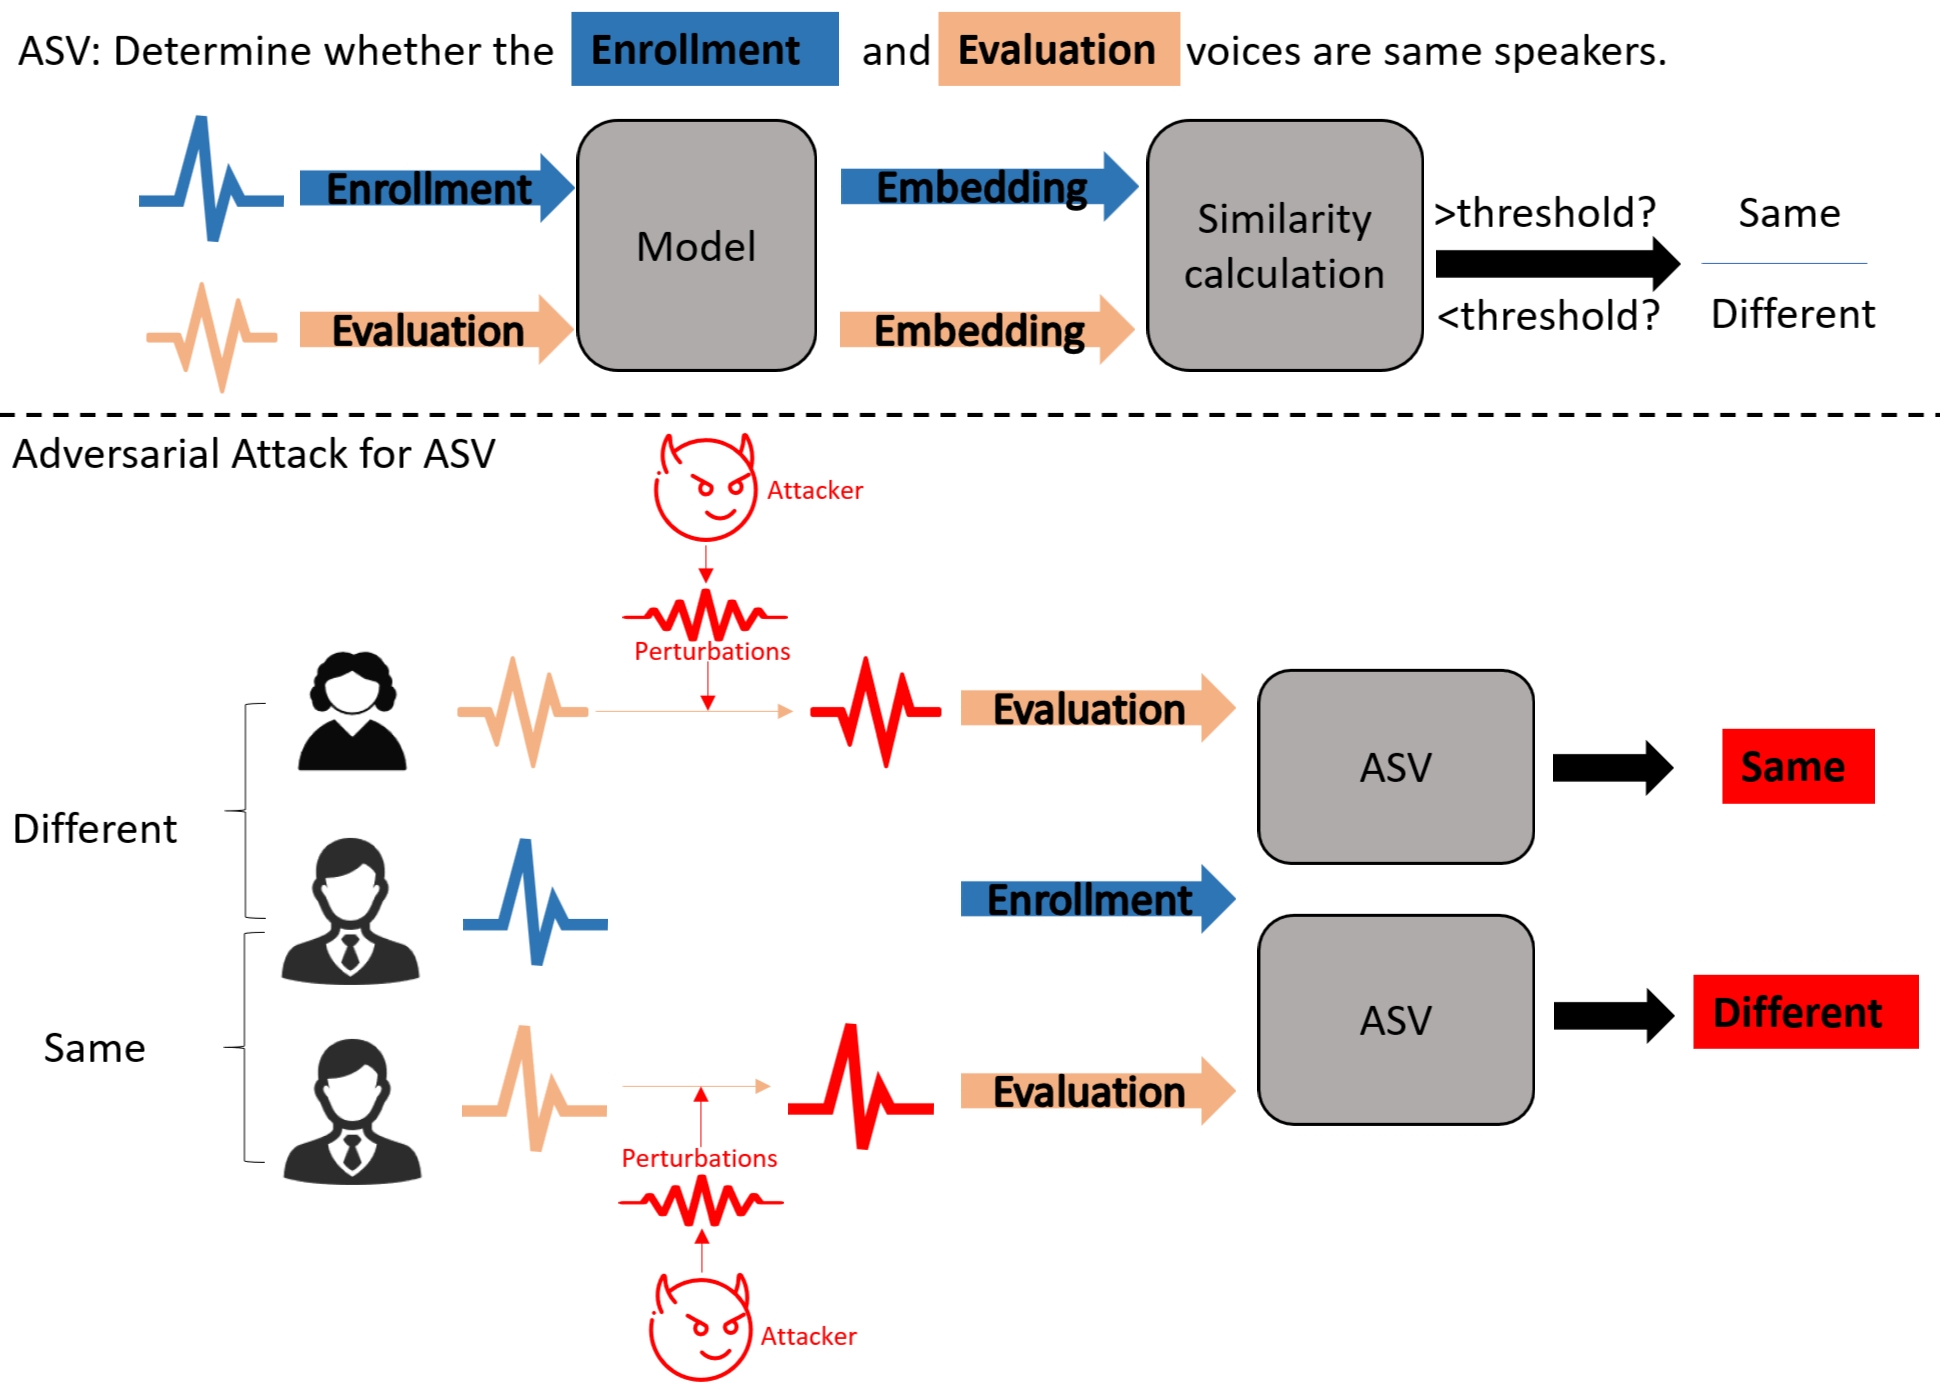 ASV: Determine whether the Enrollment and Evaluation voices are same speakers.
Enrollment
Evaluation
Model
Embedding
Embedding
Similarity
calculation
>threshold?
<threshold?
Same
Different
Adversarial Attack for ASV
Attacker
Perturbations
Evaluation
ASV
Same
Different
Enrollment
Same
ASV
Different
Evaluation
Perturbations
Attacker